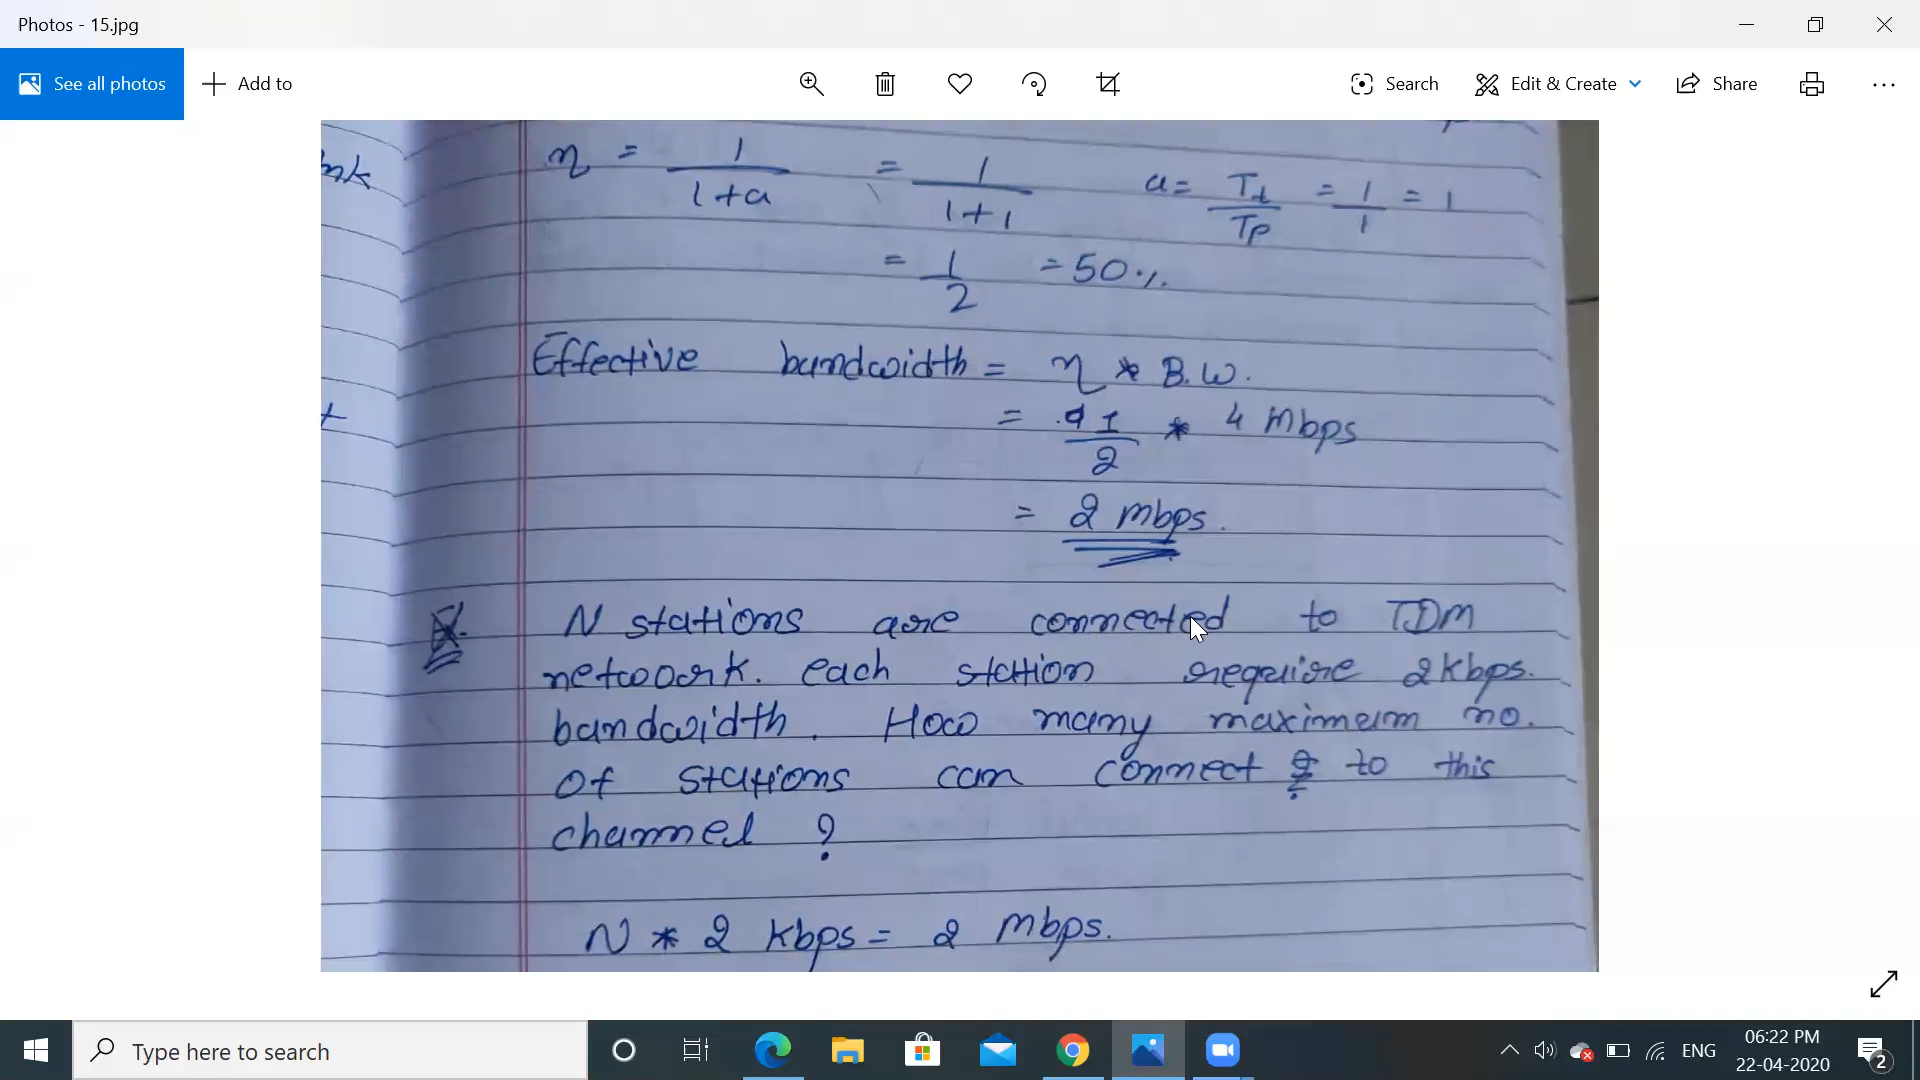 Photos - 15.jpg
See all photos
Add to
Search
Edit & Create
Share
η = 1/(1+a) = 1/(1+1) a = Tt/Tp = 1/1 = 1
= 1/2 = 50%
Effective bandwidth = η * B.W.
= 1/2 * 4 Mbps
= 2 mbps.
N stations are connected to TDM
network. each station require 2kbps.
bandwidth. How many maximum no.
of stations can connect to this
channel ?
N * 2 kbps = 2 mbps.
Type here to search
ENG
06:22 PM
22-04-2020
2